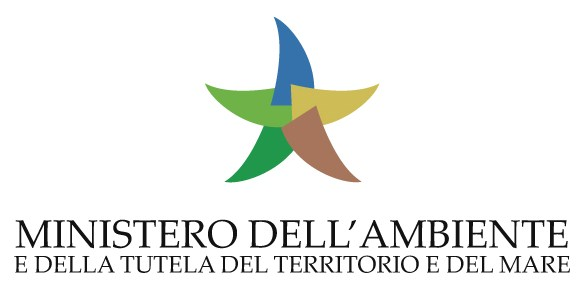 MINISTERO DELL'AMBIENTE
E DELLA TUTELA DEL TERRITORIO E DEL MARE